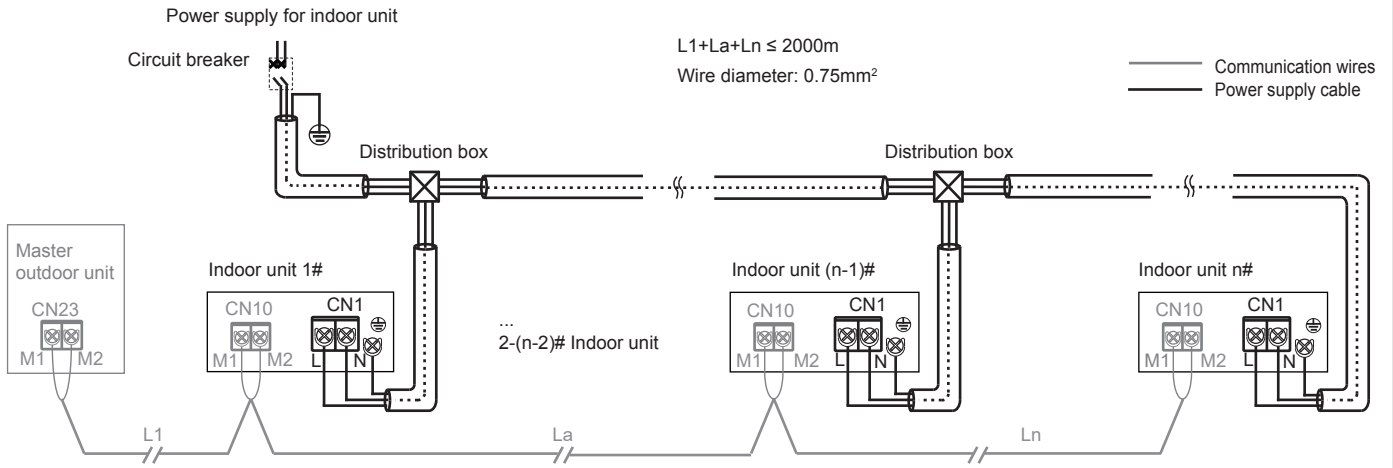 Power supply for indoor unit
Circuit breaker
L1+La+Ln ≤ 2000m
Wire diameter: 0.75mm²
Communication wires
Power supply cable
Distribution box
Distribution box
Master
outdoor unit
CN23
M1 M2
Indoor unit 1#
CN10 CN1
M1 M2 L N
...
2-(n-2)# Indoor unit
Indoor unit (n-1)#
CN10 CN1
M1 M2 L N
Indoor unit n#
CN10 CN1
M1 M2 L N
L1
La
Ln